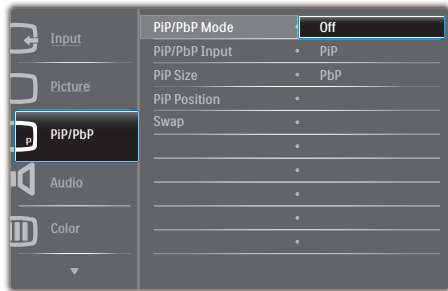 Input
Picture
P
PiP/PbP
Audio
Color
PiP/PbP Mode
PiP/PbP Input
PiP Size
PiP Position
Swap
Off
PiP
PbP